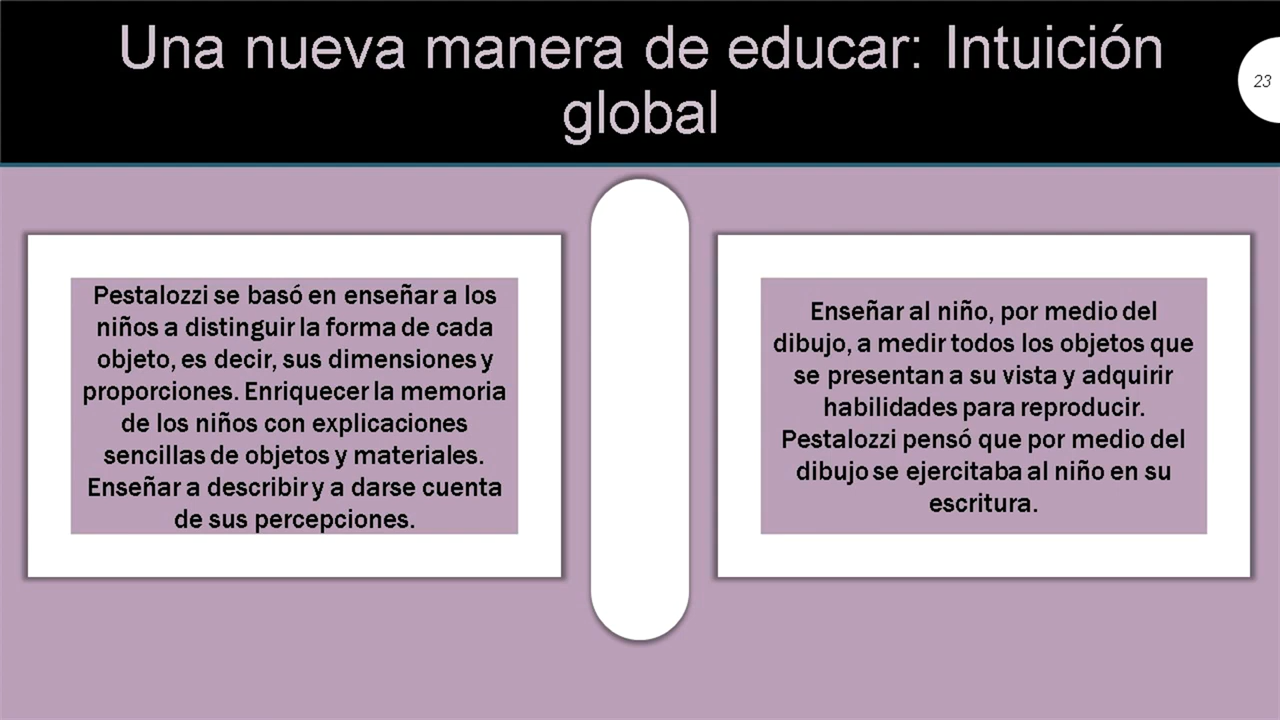 Una nueva manera de educar: Intuición
global
23
Pestalozzi se basó en enseñar a los
niños a distinguir la forma de cada
objeto, es decir, sus dimensiones y
proporciones. Enriquecer la memoria
de los niños con explicaciones
sencillas de objetos y materiales.
Enseñar a describir y a darse cuenta
de sus percepciones.
Enseñar al niño, por medio del
dibujo, a medir todos los objetos que
se presentan a su vista y adquirir
habilidades para reproducir.
Pestalozzi pensó que por medio del
dibujo se ejercitaba al niño en su
escritura.